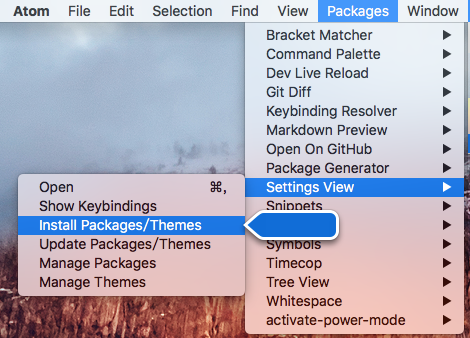 Atom File Edit Selection Find View Packages Window
Bracket Matcher
Command Palette
Dev Live Reload
Git Diff
Keybinding Resolver
Markdown Preview
Open On GitHub
Package Generator
Settings View
Snippets
Symbols
Timecop
Tree View
Whitespace
activate-power-mode
Open ⌘,
Show Keybindings
Install Packages/Themes
Update Packages/Themes
Manage Packages
Manage Themes